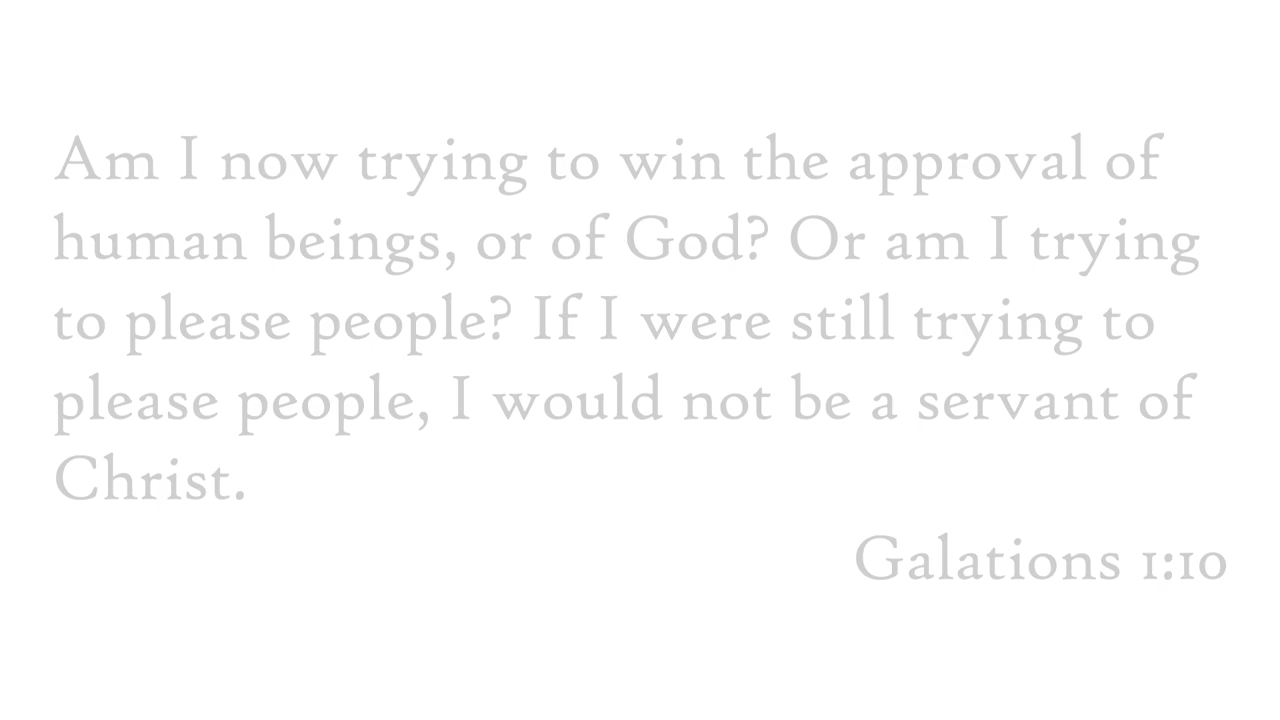 Am I now trying to win the approval of
human beings, or of God? Or am I trying
to please people? If I were still trying to
please people, I would not be a servant of
Christ.
Galations 1:10